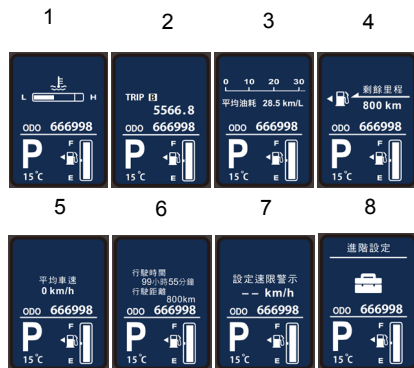 1
2
3
4
L H
ODO 666998
P F
15℃ E
TRIP B
5566.8
ODO 666998
P F
15℃ E
0 10 20 30
平均油耗 28.5 km/L
ODO 666998
P F
15℃ E
剩餘里程
800 km
ODO 666998
P F
15℃ E
5
6
7
8
平均車速
0 km/h
ODO 666998
P F
15℃ E
行駛時間
99小時55分鐘
行駛距離
800km
ODO 666998
P F
15℃ E
設定速限警示
-- km/h
ODO 666998
P F
15℃ E
進階設定
ODO 666998
P F
15℃ E